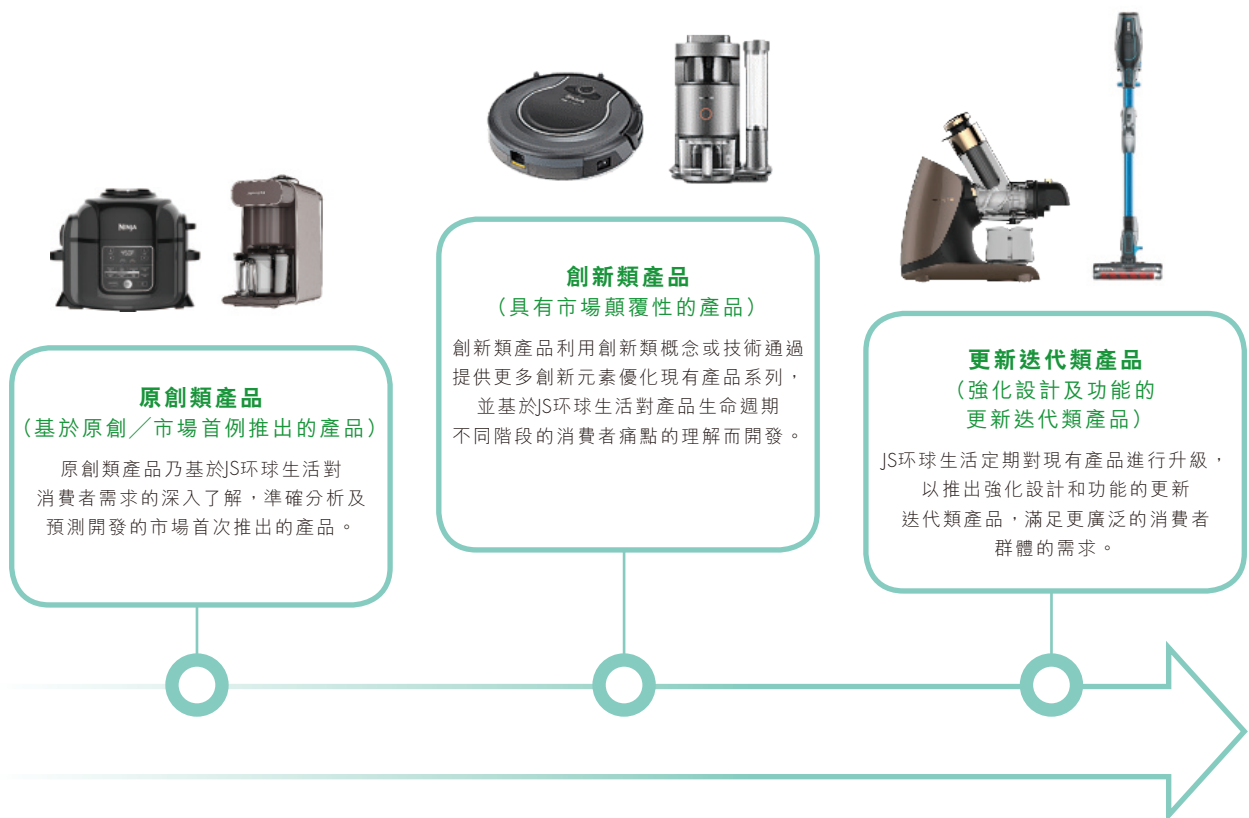 NINJA
原創類產品
（基於原創／市場首例推出的產品）
原創類產品乃基於JS环球生活對
消費者需求的深入了解，準確分析及
預測開發的市場首次推出的產品。
創新類產品
（具有市場顛覆性的產品）
創新類產品利用創新類概念或技術通過
提供更多創新元素優化現有產品系列，
並基於JS环球生活對產品生命週期
不同階段的消費者痛點的理解而開發。
更新迭代類產品
（強化設計及功能的
更新迭代類產品）
JS环球生活定期對現有產品進行升級，
以推出強化設計和功能的更新
迭代類產品，滿足更廣泛的消費者
群體的需求。